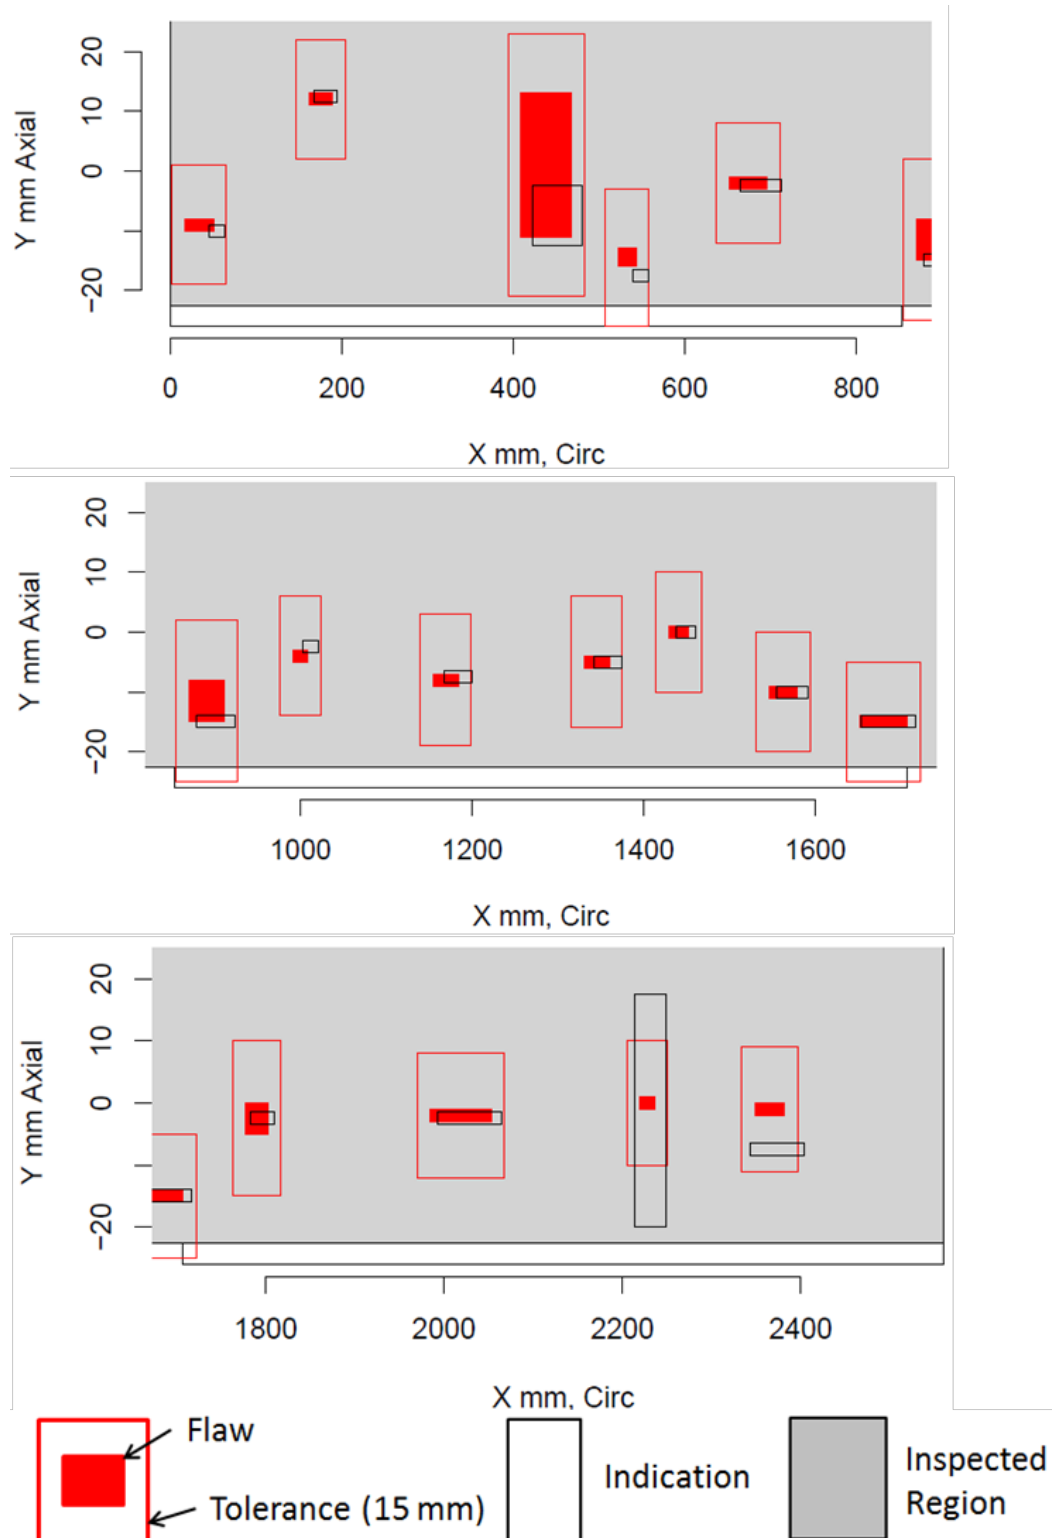 20
10
0
−20
Y mm Axial
0 200 400 600 800
X mm, Circ
20
10
0
−20
Y mm Axial
1000 1200 1400 1600
X mm, Circ
20
10
0
−20
Y mm Axial
1800 2000 2200 2400
X mm, Circ
Flaw
Tolerance (15 mm)
Indication
Inspected
Region